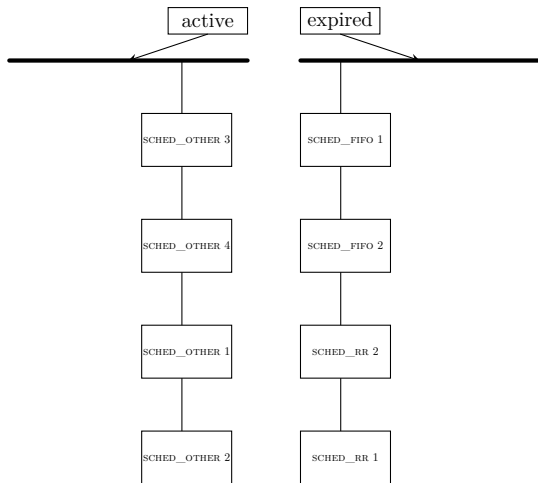 active
expired
SCHED_OTHER 3
SCHED_FIFO 1
SCHED_OTHER 4
SCHED_FIFO 2
SCHED_OTHER 1
SCHED_RR 2
SCHED_OTHER 2
SCHED_RR 1